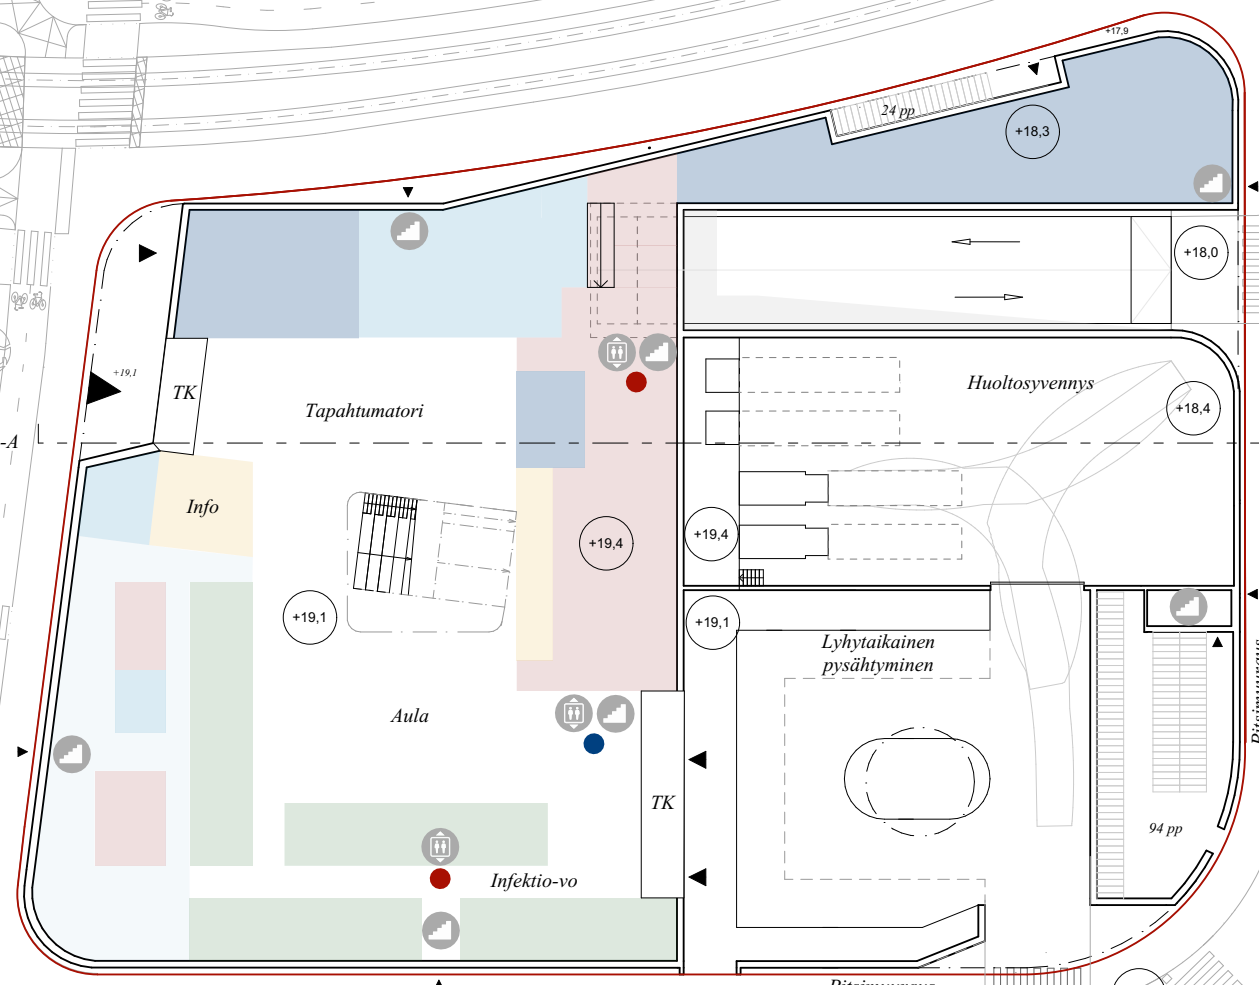 +17,9
24 pp
+18,3
+18,0
+19,1
TK
Tapahtumatori
Huoltosyvennys
+18,4
-A
Info
+19,4
+19,4
+19,1
+19,1
Lyhytaikainen
pysähtyminen
Aula
TK
94 pp
Infektio-vo